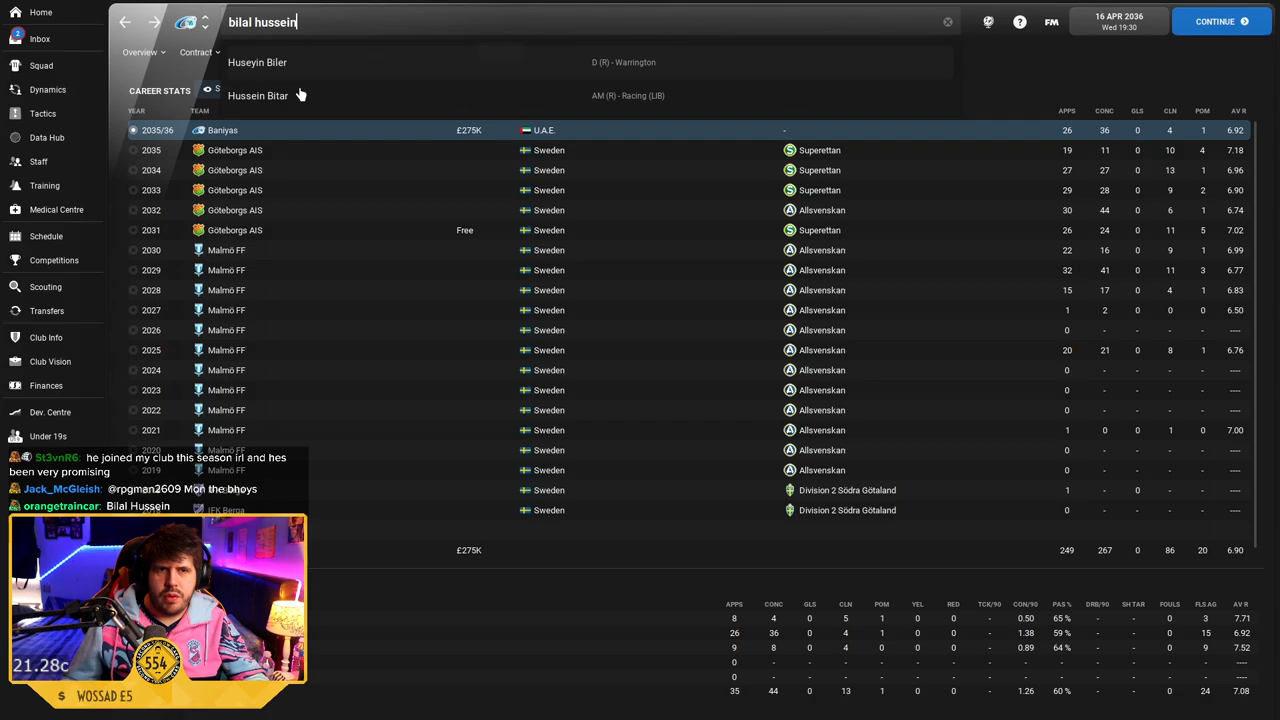 Home
bilal hussein
16 APR 2036
Wed 19:30
FM
CONTINUE
2
Inbox
Squad
Dynamics
Tactics
Data Hub
Staff
Training
Medical Centre
Schedule
Competitions
Scouting
Transfers
Club Info
Club Vision
Finances
Dev. Centre
Under 19s
Overview
Contract
Huseyin Biler D (R) - Warrington
Hussein Bitar AM (R) - Racing (LIB)
CAREER STATS
YEAR TEAM APPS CONC GLS CLN POM AV R
2035/36 Baniyas £275K U.A.E. - 26 36 0 4 1 6.92
2035 Göteborgs AIS Sweden Superettan 19 11 0 10 4 7.18
2034 Göteborgs AIS Sweden Superettan 27 27 0 13 1 6.96
2033 Göteborgs AIS Sweden Superettan 29 28 0 9 2 6.90
2032 Göteborgs AIS Sweden Allsvenskan 30 44 0 6 1 6.74
2031 Göteborgs AIS Free Sweden Superettan 26 24 0 11 5 7.02
2030 Malmö FF Sweden Allsvenskan 22 16 0 9 1 6.99
2029 Malmö FF Sweden Allsvenskan 32 41 0 11 3 6.77
2028 Malmö FF Sweden Allsvenskan 15 17 0 4 1 6.83
2027 Malmö FF Sweden Allsvenskan 1 2 0 0 0 6.50
2026 Malmö FF Sweden Allsvenskan 0 - - - - ----
2025 Malmö FF Sweden Allsvenskan 20 21 0 8 1 6.76
2024 Malmö FF Sweden Allsvenskan 0 - - - - ----
2023 Malmö FF Sweden Allsvenskan 0 - - - - ----
2022 Malmö FF Sweden Allsvenskan 0 - - - - ----
2021 Malmö FF Sweden Allsvenskan 1 0 0 1 0 7.00
2020 Malmö FF Sweden Allsvenskan 0 - - - - ----
2019 Malmö FF Sweden Allsvenskan 0 - - - - ----
Sweden Division 2 Södra Götaland 1 - 0 - - ----
IFK Berga Sweden Division 2 Södra Götaland 0 - - - - ----
£275K 249 267 0 86 20 6.90
St3vnR6: he joined my club this season irl and hes
been very promising
Jack_McGleish: @rpgman2609 Mon the bhoys
orangetraincar: Bilal Hussein
APPS CONC GLS CLN POM YEL RED TCK/90 CON/90 PAS % DRB/90 SH TAR FOULS FLS AG AV R
8 4 0 5 1 0 0 - 0.50 65 % - - 0 3 7.71
26 36 0 4 1 0 0 - 1.38 59 % - - 0 15 6.92
9 8 0 4 0 0 0 - 0.89 64 % - - 0 9 7.52
0 - - - - - - - - - - - - - ----
0 - - - - - - - - - - - - - ----
35 44 0 13 1 0 0 - 1.26 60 % - - 0 24 7.08
21.28c
554
$ WOSSAD £5